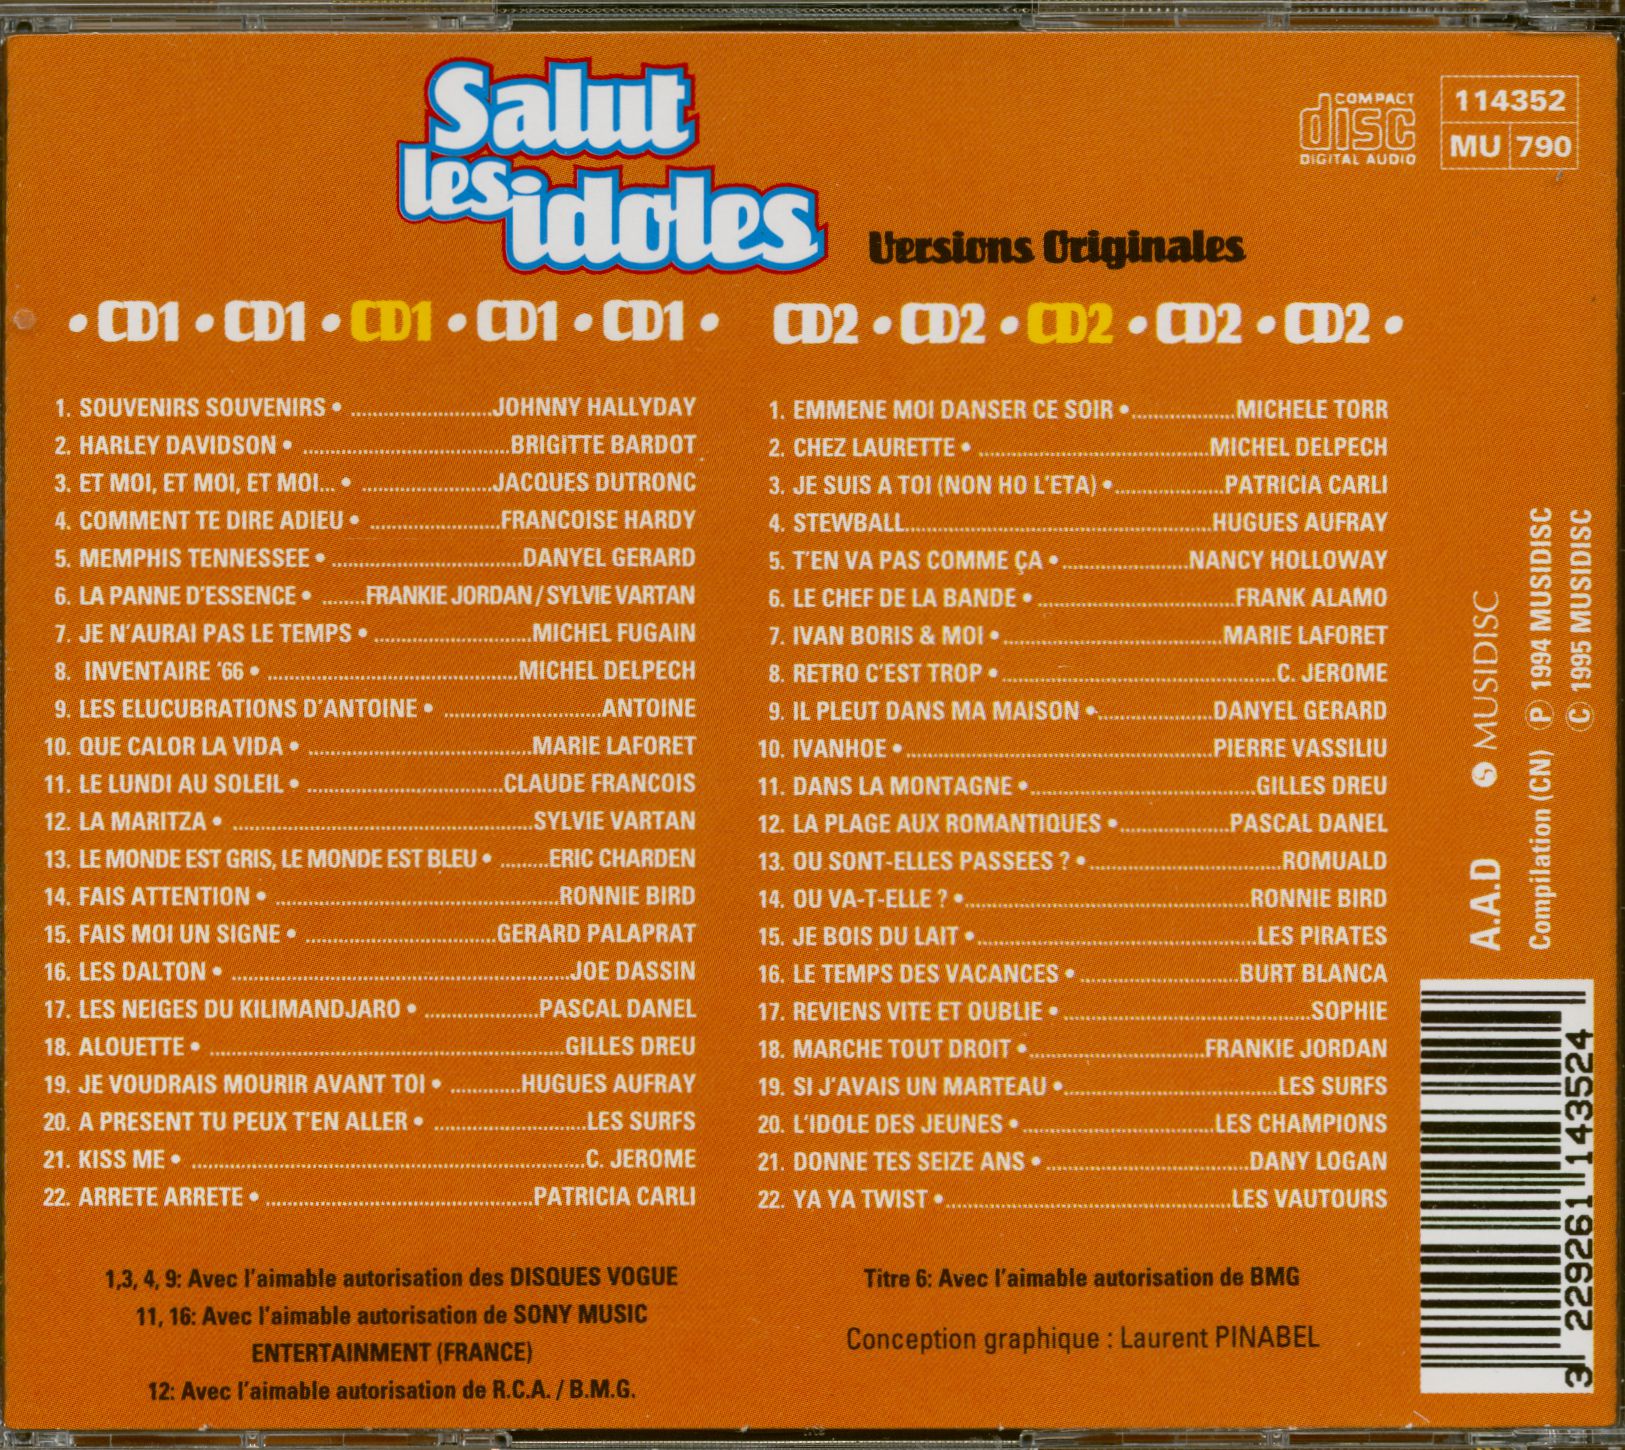 Salut
les idoles
Versions Originales
COMPACT
disc
DIGITAL AUDIO
114352
MU 790
• CD1 • CD1 • CD1 • CD1 • CD1 •
1. SOUVENIRS SOUVENIRS • ........................JOHNNY HALLYDAY
2. HARLEY DAVIDSON • ...................................BRIGITTE BARDOT
3. ET MOI, ET MOI, ET MOI... • ......................JACQUES DUTRONC
4. COMMENT TE DIRE ADIEU • ......................FRANCOISE HARDY
5. MEMPHIS TENNESSEE • ................................DANYEL GERARD
6. LA PANNE D'ESSENCE • .......FRANKIE JORDAN / SYLVIE VARTAN
7. JE N'AURAI PAS LE TEMPS • ...........................MICHEL FUGAIN
8. INVENTAIRE '66 • ..........................................MICHEL DELPECH
9. LES ELUCUBRATIONS D'ANTOINE • ...........................ANTOINE
10. QUE CALOR LA VIDA • ......................................MARIE LAFORET
11. LE LUNDI AU SOLEIL • .................................CLAUDE FRANCOIS
12. LA MARITZA • ...................................................SYLVIE VARTAN
13. LE MONDE EST GRIS, LE MONDE EST BLEU • ........ERIC CHARDEN
14. FAIS ATTENTION • ................................................RONNIE BIRD
15. FAIS MOI UN SIGNE • ................................GERARD PALAPRAT
16. LES DALTON • .........................................................JOE DASSIN
17. LES NEIGES DU KILIMANDJARO • ...................PASCAL DANEL
18. ALOUETTE • ............................................................GILLES DREU
19. JE VOUDRAIS MOURIR AVANT TOI • ............HUGUES AUFRAY
20. A PRESENT TU PEUX T'EN ALLER • ..........................LES SURFS
21. KISS ME • ..................................................................C. JEROME
22. ARRETE ARRETE • .............................................PATRICIA CARLI
1,3, 4, 9: Avec l'aimable autorisation des DISQUES VOGUE
11, 16: Avec l'aimable autorisation de SONY MUSIC
ENTERTAINMENT (FRANCE)
12: Avec l'aimable autorisation de R.C.A. / B.M.G.
CD2 • CD2 • CD2 • CD2 • CD2 •
1. EMMENE MOI DANSER CE SOIR •..................MICHELE TORR
2. CHEZ LAURETTE • .......................................MICHEL DELPECH
3. JE SUIS A TOI (NON HO L'ETA) •...................PATRICIA CARLI
4. STEWBALL....................................................HUGUES AUFRAY
5. T'EN VA PAS COMME ÇA •......................NANCY HOLLOWAY
6. LE CHEF DE LA BANDE • .................................FRANK ALAMO
7. IVAN BORIS & MOI •......................................MARIE LAFORET
8. RETRO C'EST TROP •...............................................C. JEROME
9. IL PLEUT DANS MA MAISON •....................DANYEL GERARD
10. IVANHOE • ....................................................PIERRE VASSILIU
11. DANS LA MONTAGNE •......................................GILLES DREU
12. LA PLAGE AUX ROMANTIQUES •...................PASCAL DANEL
13. OU SONT-ELLES PASSEES ? •.................................ROMUALD
14. OU VA-T-ELLE ? •................................................RONNIE BIRD
15. JE BOIS DU LAIT •................................................LES PIRATES
16. LE TEMPS DES VACANCES • ...........................BURT BLANCA
17. REVIENS VITE ET OUBLIE • ..........................................SOPHIE
18. MARCHE TOUT DROIT •..............................FRANKIE JORDAN
19. SI J'AVAIS UN MARTEAU •.....................................LES SURFS
20. L'IDOLE DES JEUNES •................................LES CHAMPIONS
21. DONNE TES SEIZE ANS • ...................................DANY LOGAN
22. YA YA TWIST •.................................................LES VAUTOURS
Titre 6: Avec l'aimable autorisation de BMG
Conception graphique : Laurent PINABEL
A.A.D MUSIDISC
Compilation (CN) Ⓟ 1994 MUSIDISC
© 1995 MUSIDISC
3 229261 143524